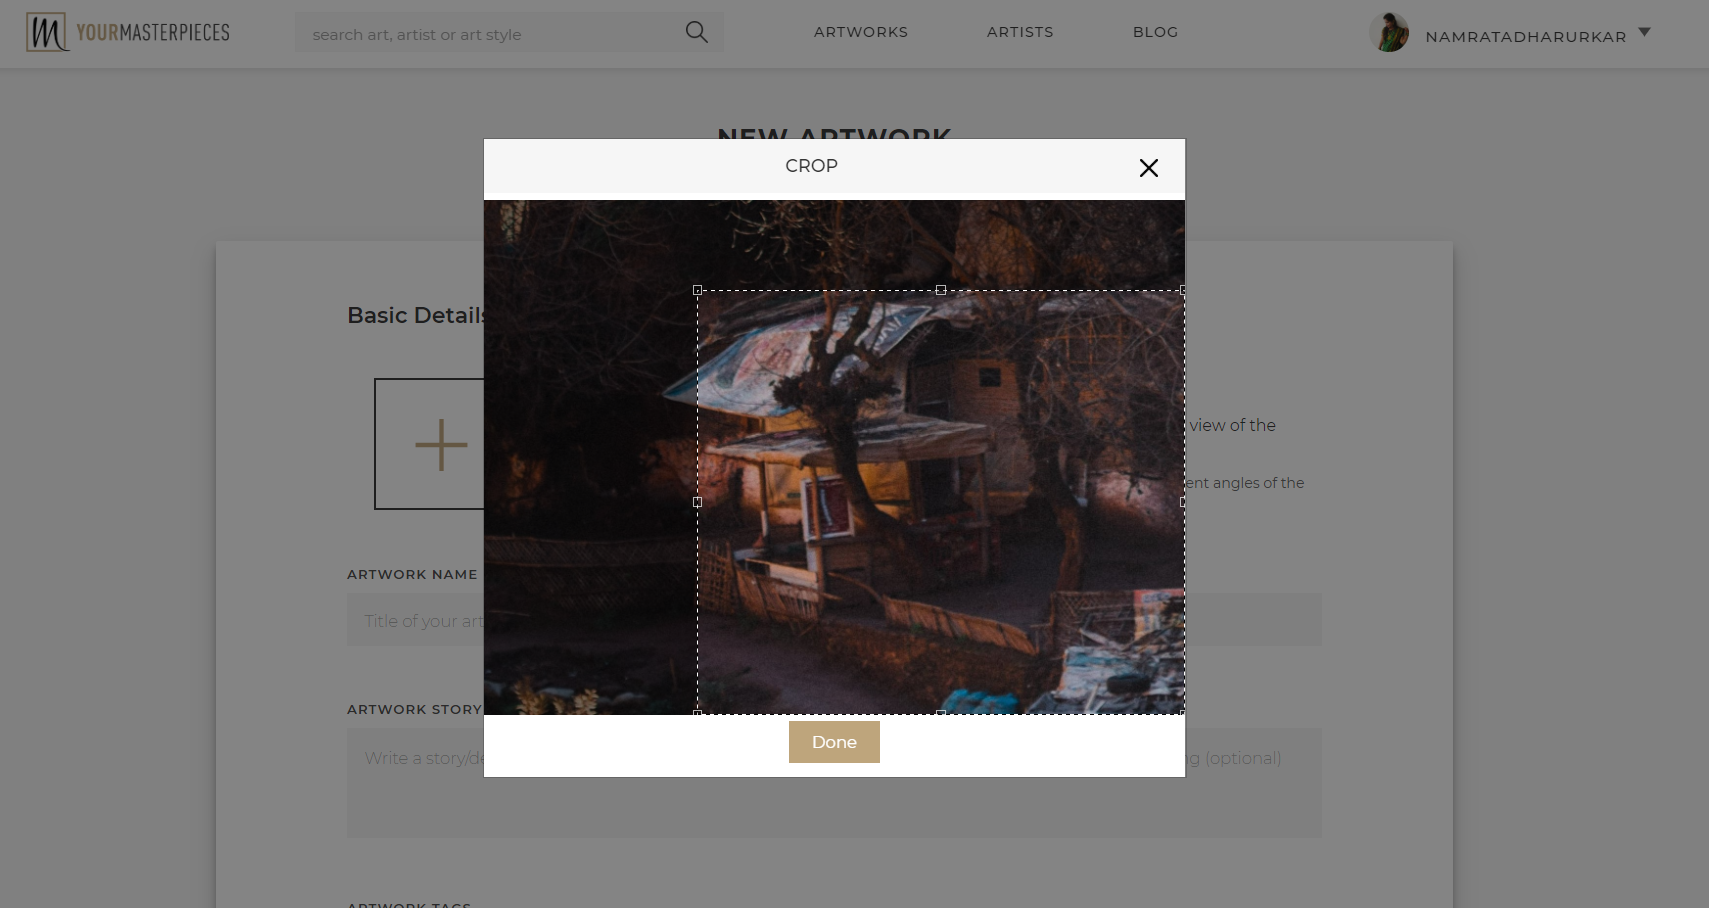 YOURMASTERPIECES
search art, artist or art style
ARTWORKS
ARTISTS
BLOG
NAMRATADHARURKAR
NEW ARTWORK
CROP
Basic Details
view of the
ent angles of the
ARTWORK NAME
Title of your art
ARTWORK STORY
Write a story/de
ng (optional)
Done
ARTWORK TAGS